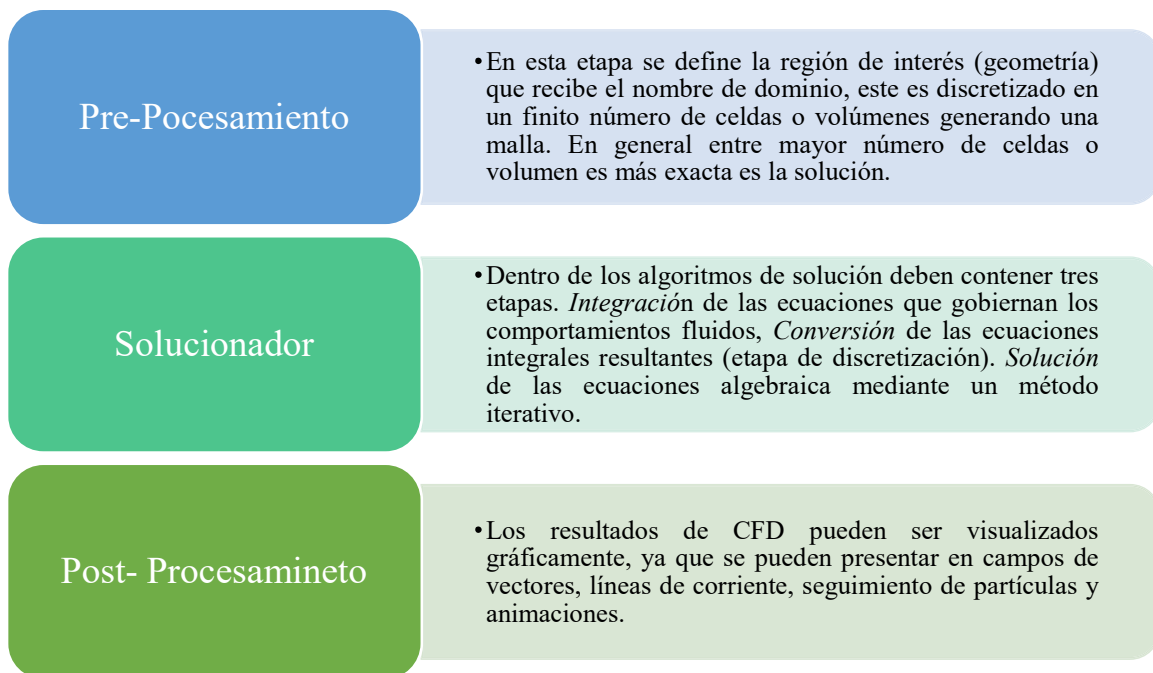 Pre-Pocesamiento
•En esta etapa se define la región de interés (geometría)
que recibe el nombre de dominio, este es discretizado en
un finito número de celdas o volúmenes generando una
malla. En general entre mayor número de celdas o
volumen es más exacta es la solución.
Solucionador
•Dentro de los algoritmos de solución deben contener tres
etapas. Integración de las ecuaciones que gobiernan los
comportamientos fluidos, Conversión de las ecuaciones
integrales resultantes (etapa de discretización). Solución
de las ecuaciones algebraica mediante un método
iterativo.
Post- Procesamineto
•Los resultados de CFD pueden ser visualizados
gráficamente, ya que se pueden presentar en campos de
vectores, líneas de corriente, seguimiento de partículas y
animaciones.